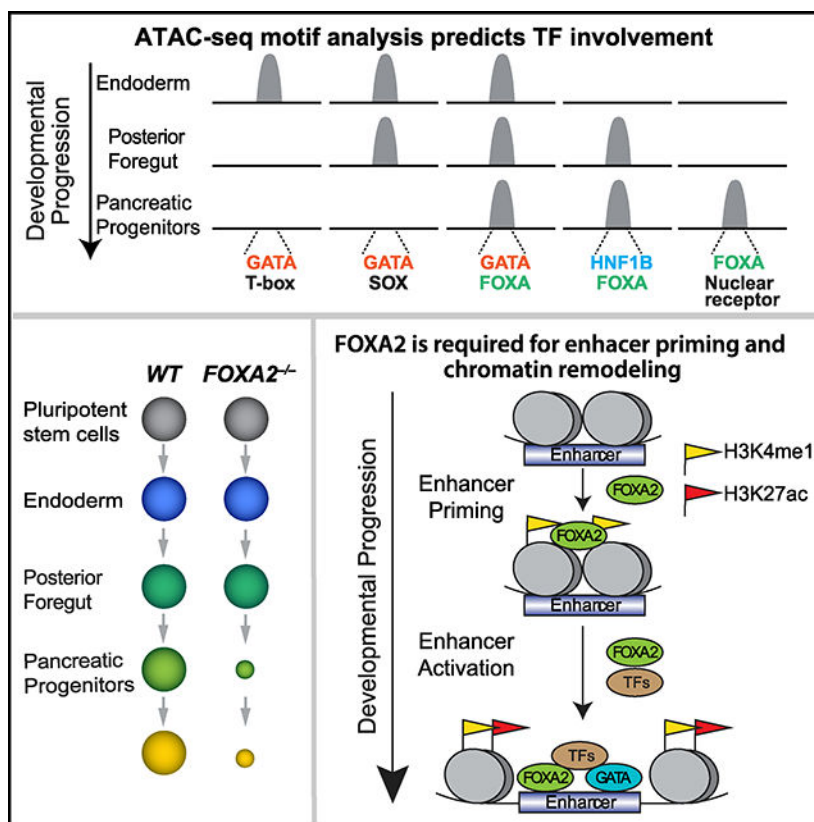 ATAC-seq motif analysis predicts TF involvement
Developmental
Progression
Endoderm
Posterior
Foregut
Pancreatic
Progenitors
GATA
T-box
GATA
SOX
GATA
FOXA
HNF1B
FOXA
FOXA
Nuclear
receptor
WT
FOXA2–/–
Pluripotent
stem cells
Endoderm
Posterior
Foregut
Pancreatic
Progenitors
FOXA2 is required for enhacer priming and
chromatin remodeling
Developmental Progression
Enhancer
H3K4me1
H3K27ac
Enhancer
Priming
FOXA2
FOXA2
Enhancer
Enhancer
Activation
FOXA2
TFs
TFs
FOXA2
GATA
Enhancer